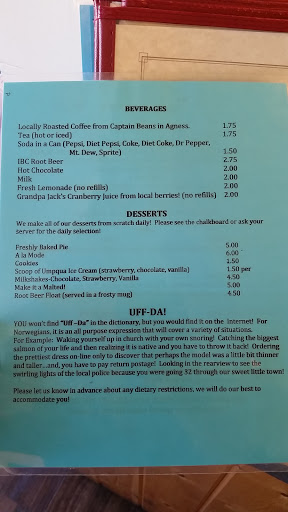 BEVERAGES
Locally Roasted Coffee from Captain Beans in Agness. 1.75
Tea (hot or iced) 1.75
Soda in a Can (Pepsi, Diet Pepsi, Coke, Diet Coke, Dr Pepper,
Mt. Dew, Sprite) 1.50
IBC Root Beer 2.75
Hot Chocolate 2.00
Milk 2.00
Fresh Lemonade (no refills) 2.00
Grandpa Jack's Cranberry Juice from local berries! (no refills) 2.00
DESSERTS
We make all of our desserts from scratch daily! Please see the chalkboard or ask your
server for the daily selection!
Freshly Baked Pie 5.00
A la Mode 6.00
Cookies 1.50
Scoop of Umpqua Ice Cream (strawberry, chocolate, vanilla) 1.50 per
Milkshakes-Chocolate, Strawberry, Vanilla 4.50
Make it a Malted! 5.00
Root Beer Float (served in a frosty mug) 4.50
UFF-DA!
YOU won't find "Uff -Da" in the dictionary, but you would find it on the Internet! For
Norwegians, it is an all purpose expression that will cover a variety of situations.
For Example: Waking yourself up in church with your own snoring! Catching the biggest
salmon of your life and then realizing it is native and you have to throw it back! Ordering
the prettiest dress on-line only to discover that perhaps the model was a little bit thinner
and taller...and, you have to pay return postage! Looking in the rearview to see the
swirling lights of the local police because you were going 32 through our sweet little town!
Please let us know in advance about any dietary restrictions, we will do our best to
accommodate you!